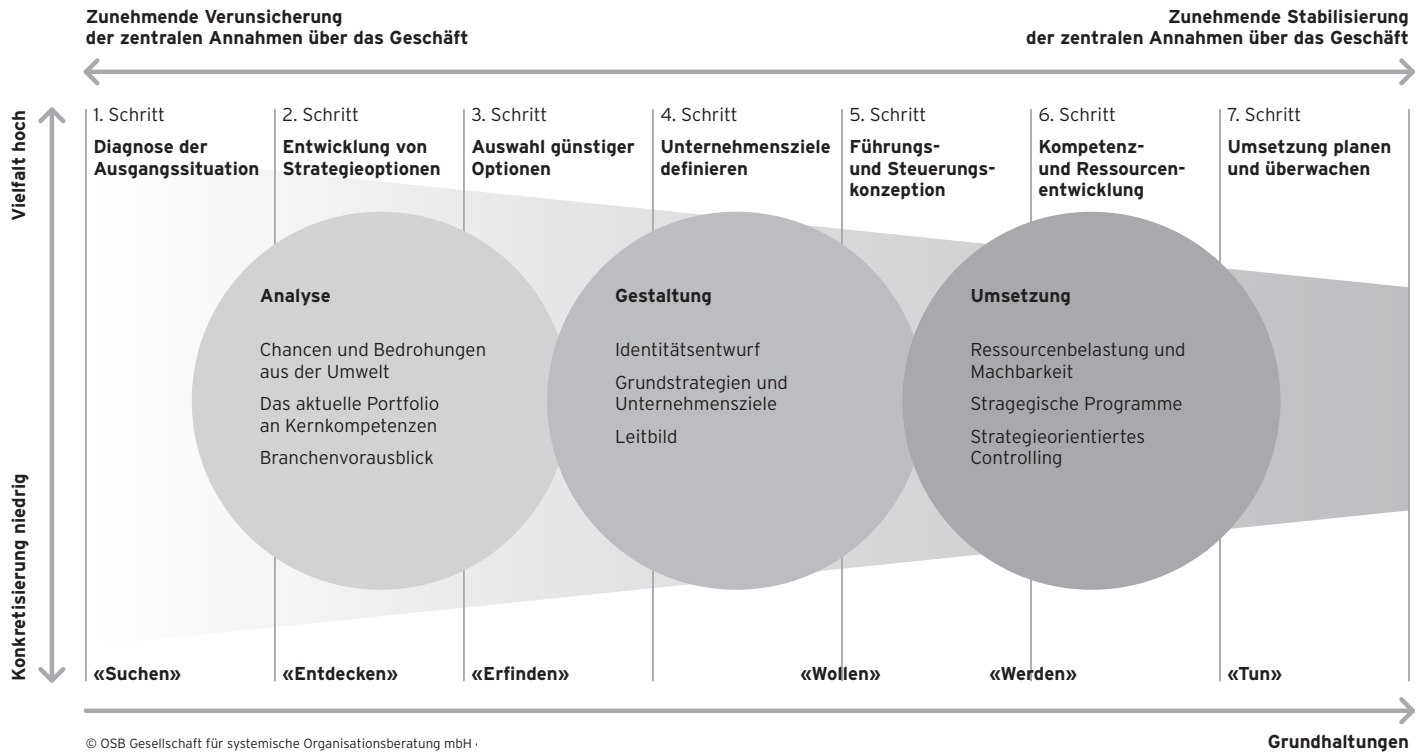 Zunehmende Verunsicherung
der zentralen Annahmen über das Geschäft
Zunehmende Stabilisierung
der zentralen Annahmen über das Geschäft
Vielfalt hoch
Konkretisierung niedrig
1. Schritt
Diagnose der
Ausgangssituation
2. Schritt
Entwicklung von
Strategieoptionen
3. Schritt
Auswahl günstiger
Optionen
4. Schritt
Unternehmensziele
definieren
5. Schritt
Führungs-
und Steuerungs-
konzeption
6. Schritt
Kompetenz-
und Ressourcen-
entwicklung
7. Schritt
Umsetzung planen
und überwachen
Analyse
Chancen und Bedrohungen
aus der Umwelt
Das aktuelle Portfolio
an Kernkompetenzen
Branchenvorausblick
Gestaltung
Identitätsentwurf
Grundstrategien und
Unternehmensziele
Leitbild
Umsetzung
Ressourcenbelastung und
Machbarkeit
Stragegische Programme
Strategieorientiertes
Controlling
«Suchen»
«Entdecken»
«Erfinden»
«Wollen»
«Werden»
«Tun»
Grundhaltungen
© OSB Gesellschaft für systemische Organisationsberatung mbH ·